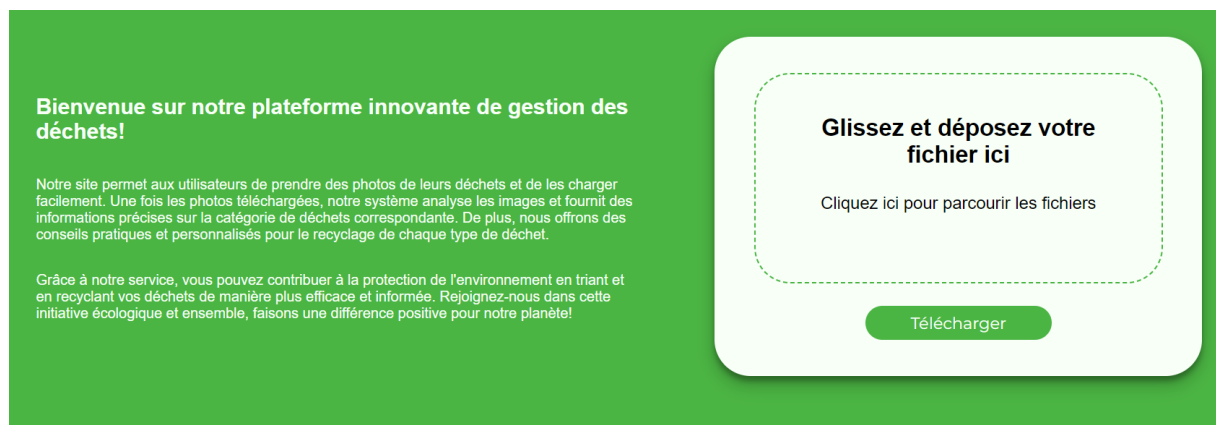 Bienvenue sur notre plateforme innovante de gestion des
déchets!
Notre site permet aux utilisateurs de prendre des photos de leurs déchets et de les charger
facilement. Une fois les photos téléchargées, notre système analyse les images et fournit des
informations précises sur la catégorie de déchets correspondante. De plus, nous offrons des
conseils pratiques et personnalisés pour le recyclage de chaque type de déchet.
Grâce à notre service, vous pouvez contribuer à la protection de l'environnement en triant et
en recyclant vos déchets de manière plus efficace et informée. Rejoignez-nous dans cette
initiative écologique et ensemble, faisons une différence positive pour notre planète!
Glissez et déposez votre
fichier ici
Cliquez ici pour parcourir les fichiers
Télécharger